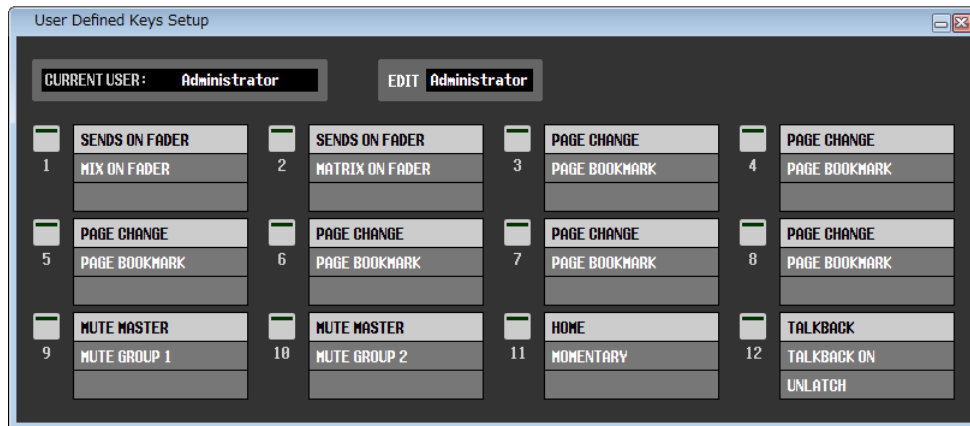 User Defined Keys Setup
CURRENT USER: Administrator EDIT Administrator
1 SENDS ON FADER 2 SENDS ON FADER 3 PAGE CHANGE 4 PAGE CHANGE
MIX ON FADER MATRIX ON FADER PAGE BOOKMARK PAGE BOOKMARK
5 PAGE CHANGE 6 PAGE CHANGE 7 PAGE CHANGE 8 PAGE CHANGE
PAGE BOOKMARK PAGE BOOKMARK PAGE BOOKMARK PAGE BOOKMARK
9 MUTE MASTER 10 MUTE MASTER 11 HOME 12 TALKBACK
MUTE GROUP 1 MUTE GROUP 2 MOMENTARY TALKBACK ON
UNLATCH